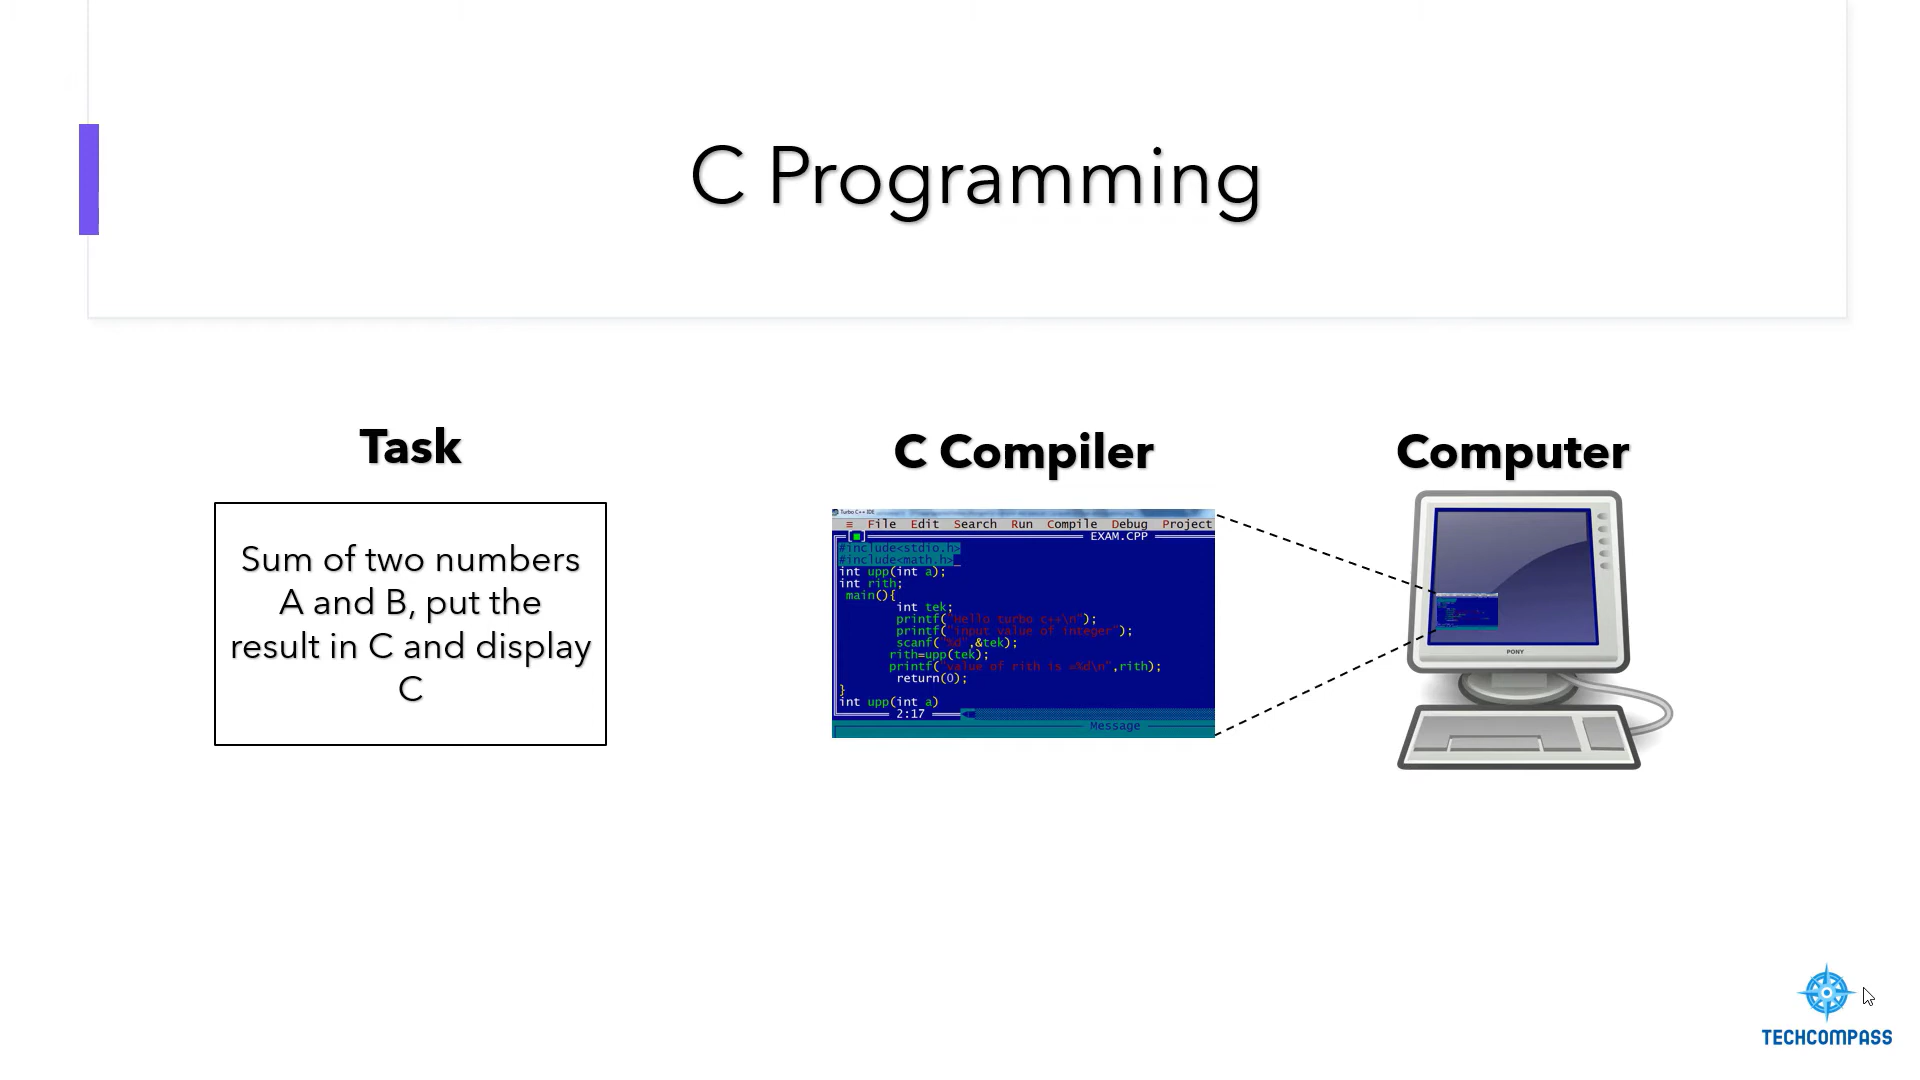 C Programming
Task
C Compiler
Computer
Sum of two numbers
A and B, put the
result in C and display
C
Turbo C++ IDE
≡ File Edit Search Run Compile Debug Project
EXAM.CPP
#include<stdio.h>
#include<math.h>_
int upp(int a);
int rith;
main(){
int tek;
printf("Hello turbo c++\n");
printf("input value of integer");
scanf("%d",&tek);
rith=upp(tek);
printf("value of rith is =%d\n",rith);
return(0);
}
int upp(int a)
2:17
Message
PONY
TECHCOMPASS